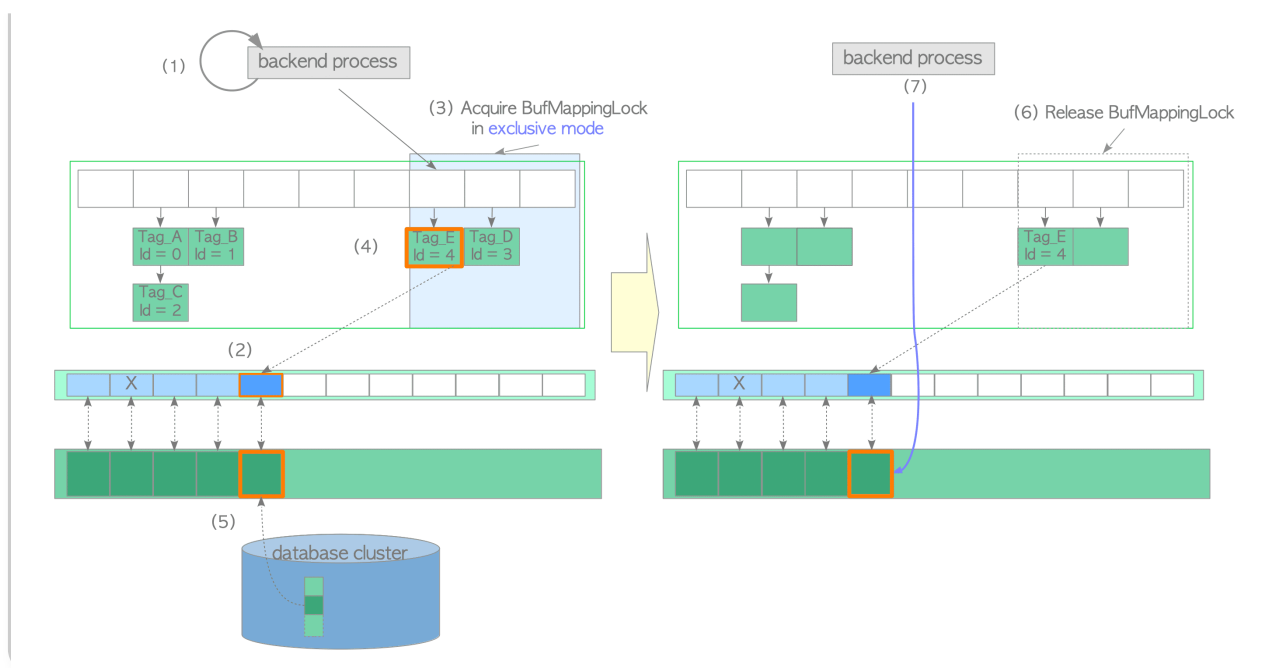 (1)
backend process
(3) Acquire BufMappingLock
in exclusive mode
Tag_A
Id = 0
Tag_B
Id = 1
(4)
Tag_E
Id = 4
Tag_D
Id = 3
Tag_C
Id = 2
(2)
X
(5)
database cluster
backend process
(7)
(6) Release BufMappingLock
Tag_E
Id = 4
X